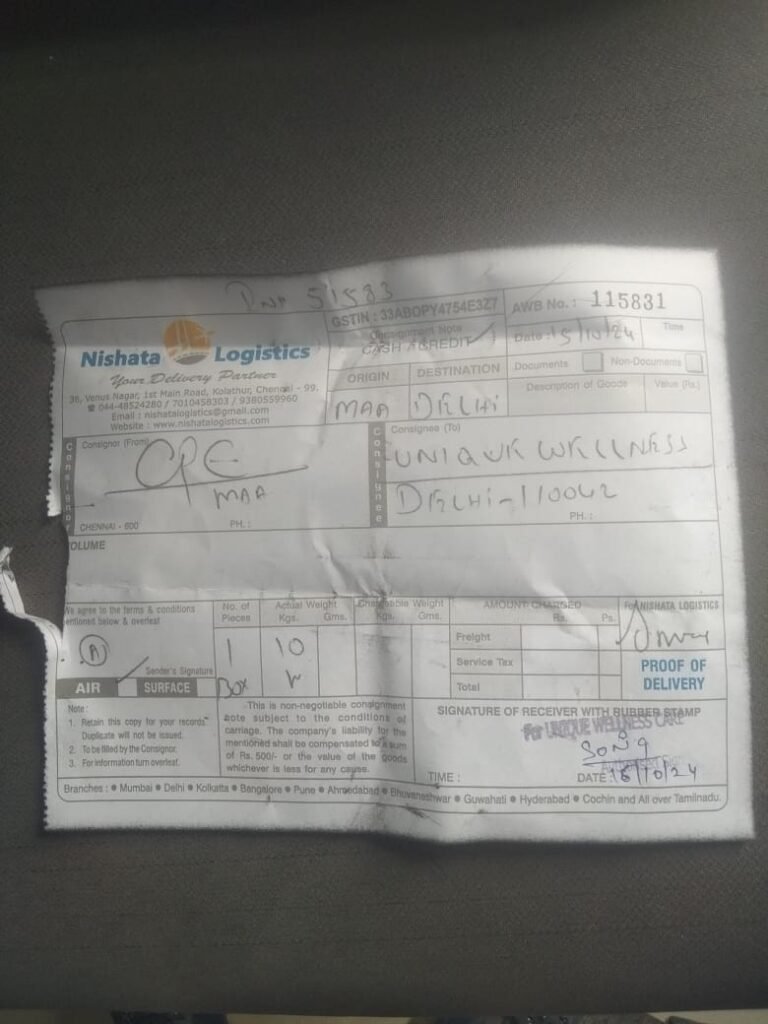 51583
GSTIN : 33ABOPY4754E3Z7
AWB No. : 115831
Nishata Logistics
Your Delivery Partner
36, Venus Nagar, 1st Main Road, Kolathur, Chennai - 99.
☎ 044-48524280 / 7010458303 / 9380559960
Email : nishatalogistics@gmail.com
Website : www.nishatalogistics.com
Consignment Note
CASH / CREDIT
Date : 15/10/24
Time
ORIGIN
DESTINATION
Documents
Non-Documents
MAA
DELHI
Description of Goods
Value (Rs.)
Consignor
Consignor (From)
CPE
MAA
CHENNAI - 600
PH. :
Consignee
Consignee (To)
UNIQUE WELLNESS
DELHI-110042
PH. :
OLUME
We agree to the terms & conditions
entioned below & overleaf
A
Sender's Signature
AIR
SURFACE
No. of Pieces
Actual Weight
Kgs.
Gms.
Chargeable Weight
Kgs.
Gms.
1
BOX
10
AMOUNT CHARGED
Rs.
Ps.
Freight
Service Tax
Total
For NISHATA LOGISTICS
PROOF OF
DELIVERY
Note :
1. Retain this copy for your records.
Duplicate will not be issued.
2. To be filled by the Consignor.
3. For information turn overleaf.
This is non-negotiable consignment
note subject to the conditions of
carriage. The company's liability for the
mentioned shall be compensated to a sum
of Rs. 500/- or the value of the goods
whichever is less for any cause.
SIGNATURE OF RECEIVER WITH RUBBER STAMP
For UNIQUE WELLNESS CARE
TIME :
DATE : 16/10/24
Branches : ● Mumbai ● Delhi ● Kolkatta ● Bangalore ● Pune ● Ahmedabad ● Bhuvaneshwar ● Guwahati ● Hyderabad ● Cochin and All over Tamilnadu.